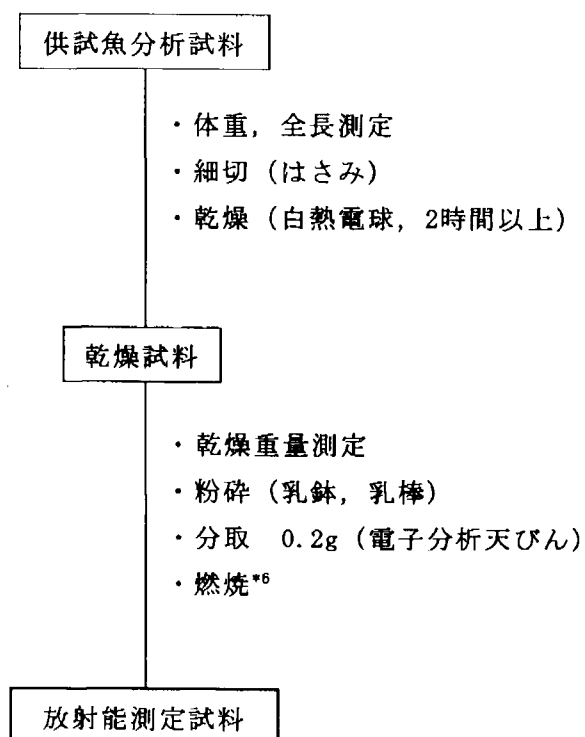 供試魚分析試料
・体重，全長測定
・細切（はさみ）
・乾燥（白熱電球，2時間以上）
乾燥試料
・乾燥重量測定
・粉砕（乳鉢，乳棒）
・分取　0.2g（電子分析天びん）
・燃焼*6
放射能測定試料